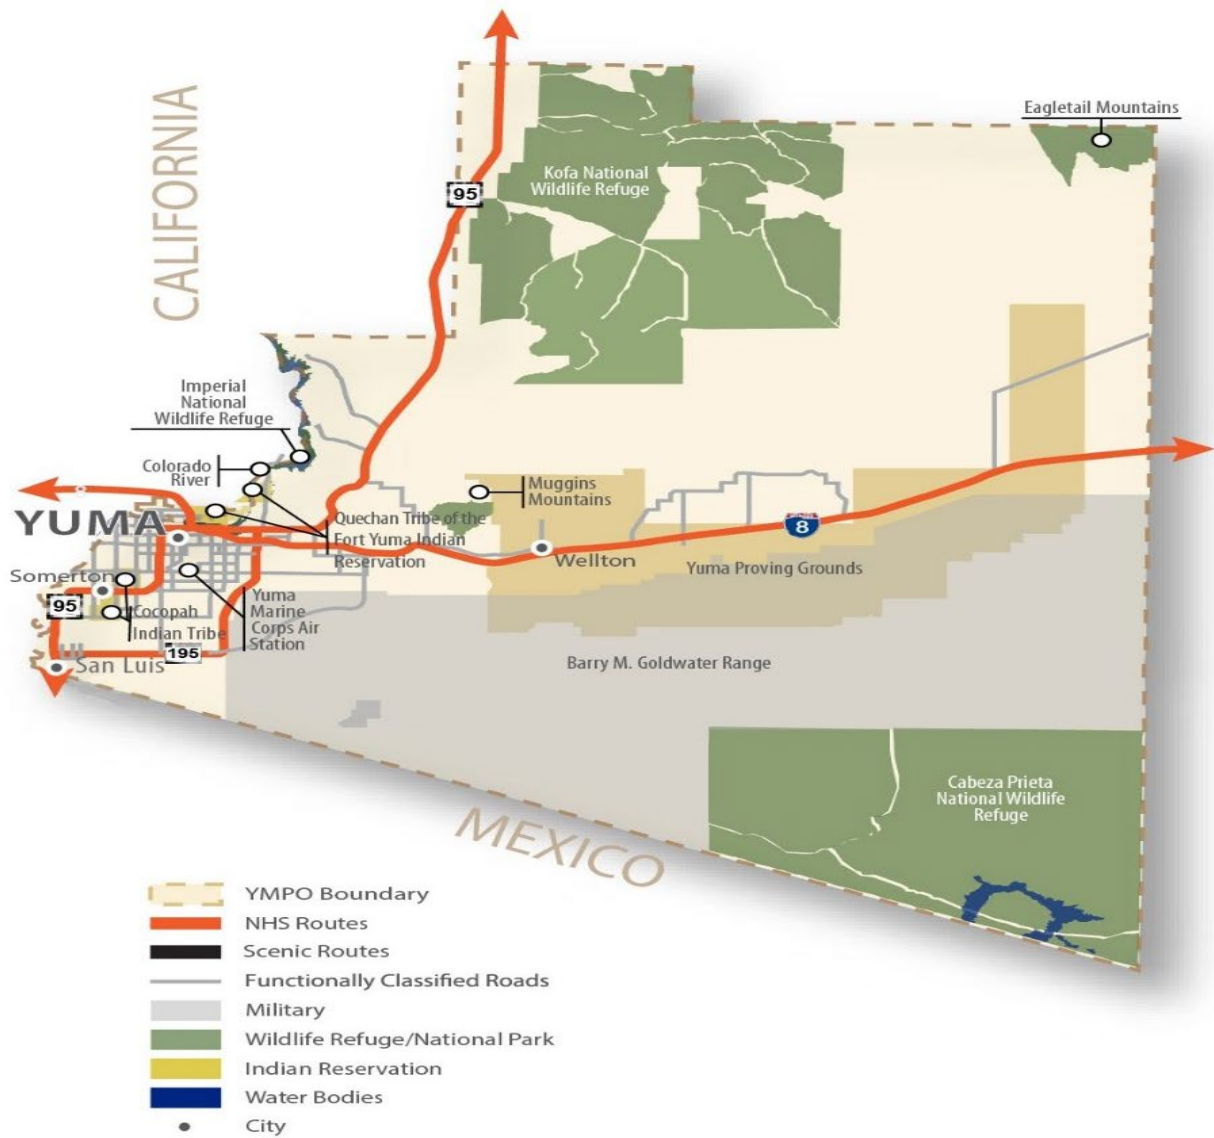 CALIFORNIA
Eagletail Mountains
Kofa National
Wildlife Refuge
95
Imperial
National
Wildlife Refuge
Colorado
River
Muggins
Mountains
YUMA
Quechan Tribe of the
Fort Yuma Indian
Reservation
8
Wellton
Yuma Proving Grounds
Somerton
95
Cocopah
Indian Tribe
Yuma
Marine
Corps Air
Station
195
San Luis
Barry M. Goldwater Range
Cabeza Prieta
National Wildlife
Refuge
MEXICO
YMPO Boundary
NHS Routes
Scenic Routes
Functionally Classified Roads
Military
Wildlife Refuge/National Park
Indian Reservation
Water Bodies
City